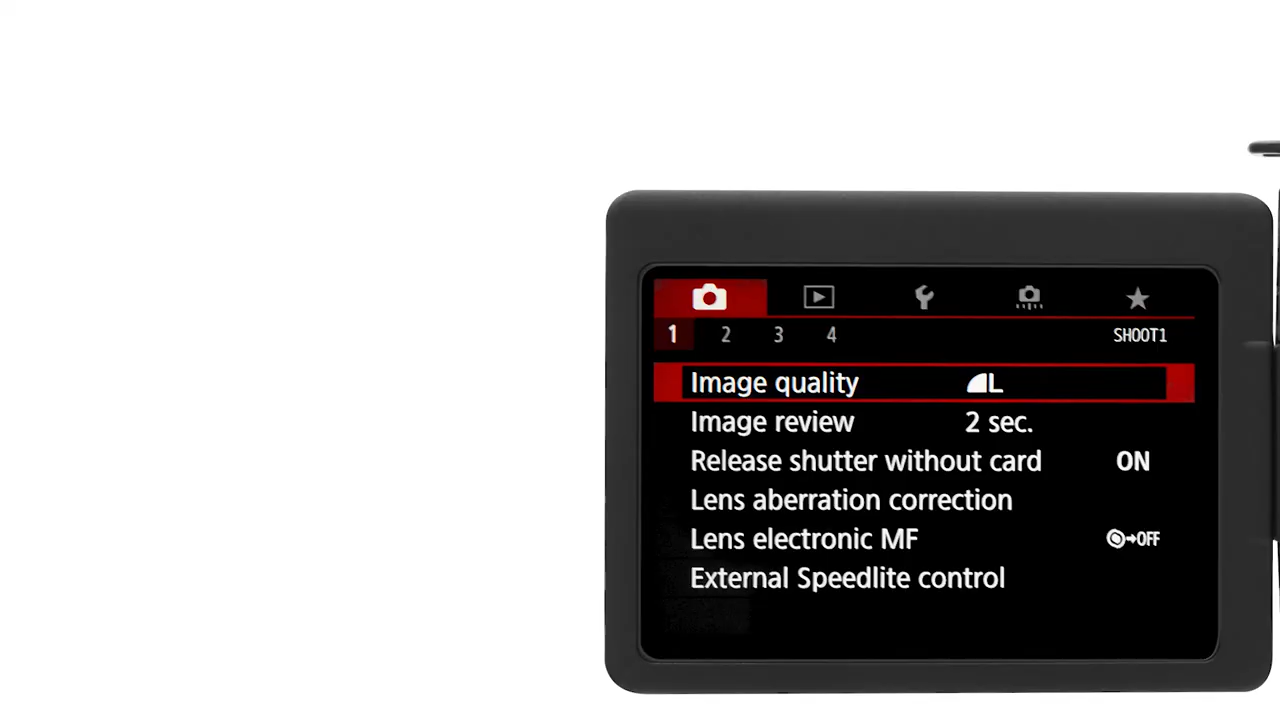 1 2 3 4 SHOOT1
Image quality L
Image review 2 sec.
Release shutter without card ON
Lens aberration correction
Lens electronic MF OFF
External Speedlite control